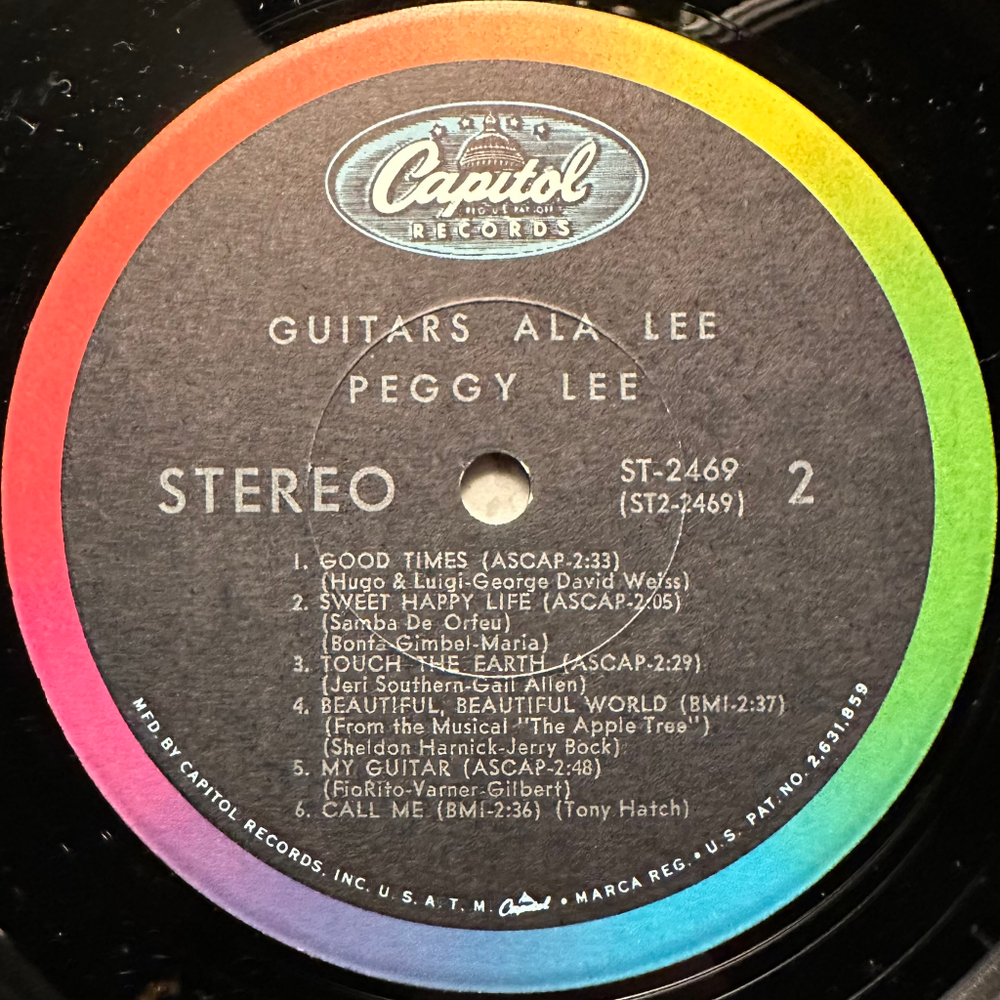 Capitol
REG. U.S. PAT. OFF.
RECORDS
GUITARS ALA LEE
PEGGY LEE
STEREO
ST-2469
(ST2-2469)
2
1. GOOD TIMES (ASCAP-2:33)
(Hugo & Luigi-George David Weiss)
2. SWEET HAPPY LIFE (ASCAP-2:05)
(Samba De Orfeu)
(Bonfa-Gimbel-Maria)
3. TOUCH THE EARTH (ASCAP-2:29)
(Jeri Southern-Gail Allen)
4. BEAUTIFUL, BEAUTIFUL WORLD (BMI-2:37)
(From the Musical "The Apple Tree")
(Sheldon Harnick-Jerry Bock)
5. MY GUITAR (ASCAP-2:48)
(FioRito-Varner-Gilbert)
6. CALL ME (BMI-2:36) (Tony Hatch)
MFD. BY CAPITOL RECORDS, INC. U.S.A. T.M. Capitol • MARCA REG. • U.S. PAT. NO. 2,631,859